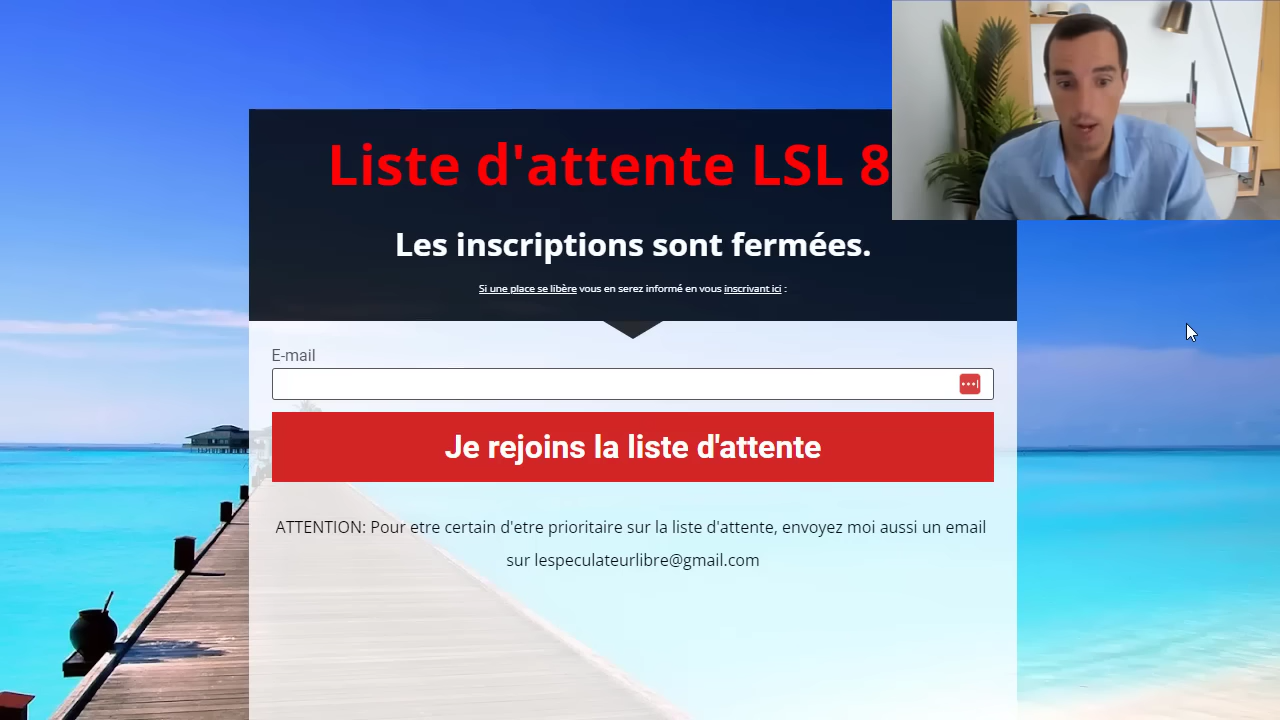 Liste d'attente LSL 8
Les inscriptions sont fermées.
Si une place se libère vous en serez informé en vous inscrivant ici :
E-mail
Je rejoins la liste d'attente
ATTENTION: Pour etre certain d'etre prioritaire sur la liste d'attente, envoyez moi aussi un email
sur lespeculateurlibre@gmail.com